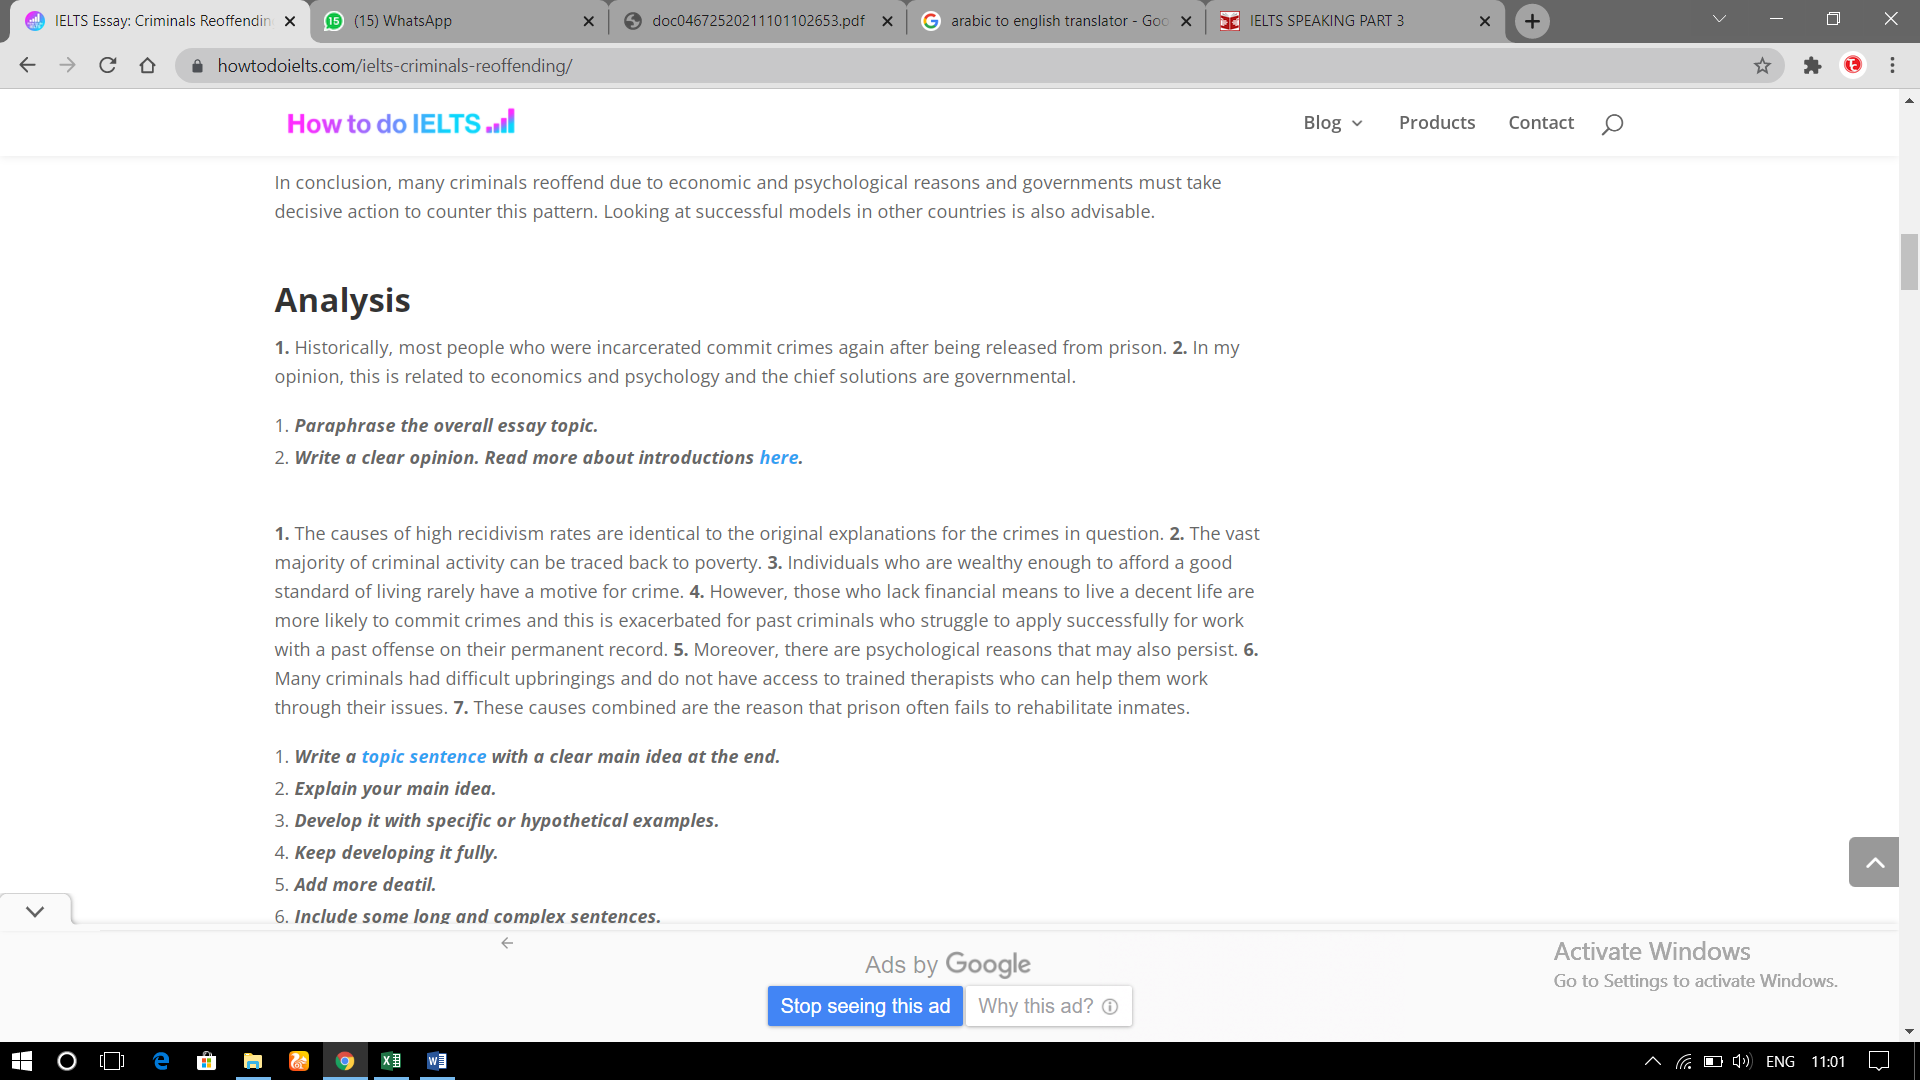 IELTS Essay: Criminals Reoffendin
(15) WhatsApp
doc04672520211101102653.pdf
arabic to english translator - Goo
IELTS SPEAKING PART 3
howtodoielts.com/ielts-criminals-reoffending/
How to do IELTS
Blog
Products
Contact
In conclusion, many criminals reoffend due to economic and psychological reasons and governments must take
decisive action to counter this pattern. Looking at successful models in other countries is also advisable.
Analysis
1. Historically, most people who were incarcerated commit crimes again after being released from prison. 2. In my
opinion, this is related to economics and psychology and the chief solutions are governmental.
1. Paraphrase the overall essay topic.
2. Write a clear opinion. Read more about introductions here.
1. The causes of high recidivism rates are identical to the original explanations for the crimes in question. 2. The vast
majority of criminal activity can be traced back to poverty. 3. Individuals who are wealthy enough to afford a good
standard of living rarely have a motive for crime. 4. However, those who lack financial means to live a decent life are
more likely to commit crimes and this is exacerbated for past criminals who struggle to apply successfully for work
with a past offense on their permanent record. 5. Moreover, there are psychological reasons that may also persist. 6.
Many criminals had difficult upbringings and do not have access to trained therapists who can help them work
through their issues. 7. These causes combined are the reason that prison often fails to rehabilitate inmates.
1. Write a topic sentence with a clear main idea at the end.
2. Explain your main idea.
3. Develop it with specific or hypothetical examples.
4. Keep developing it fully.
5. Add more deatil.
6. Include some long and complex sentences.
Ads by Google
Stop seeing this ad
Why this ad?
Activate Windows
Go to Settings to activate Windows.
ENG
11:01